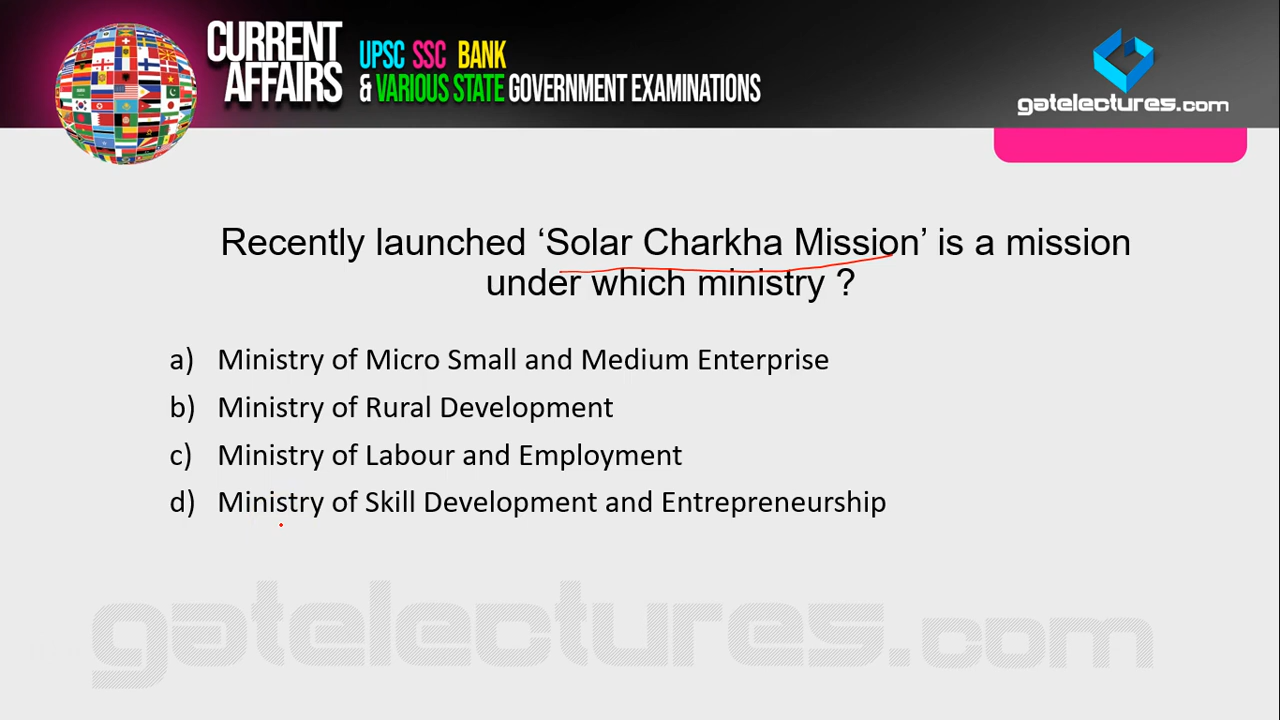 CURRENT
AFFAIRS
UPSC SSC BANK
& VARIOUS STATE GOVERNMENT EXAMINATIONS
gatelectures.com
Recently launched ‘Solar Charkha Mission’ is a mission
under which ministry ?
a) Ministry of Micro Small and Medium Enterprise
b) Ministry of Rural Development
c) Ministry of Labour and Employment
d) Ministry of Skill Development and Entrepreneurship
gatelectures.com